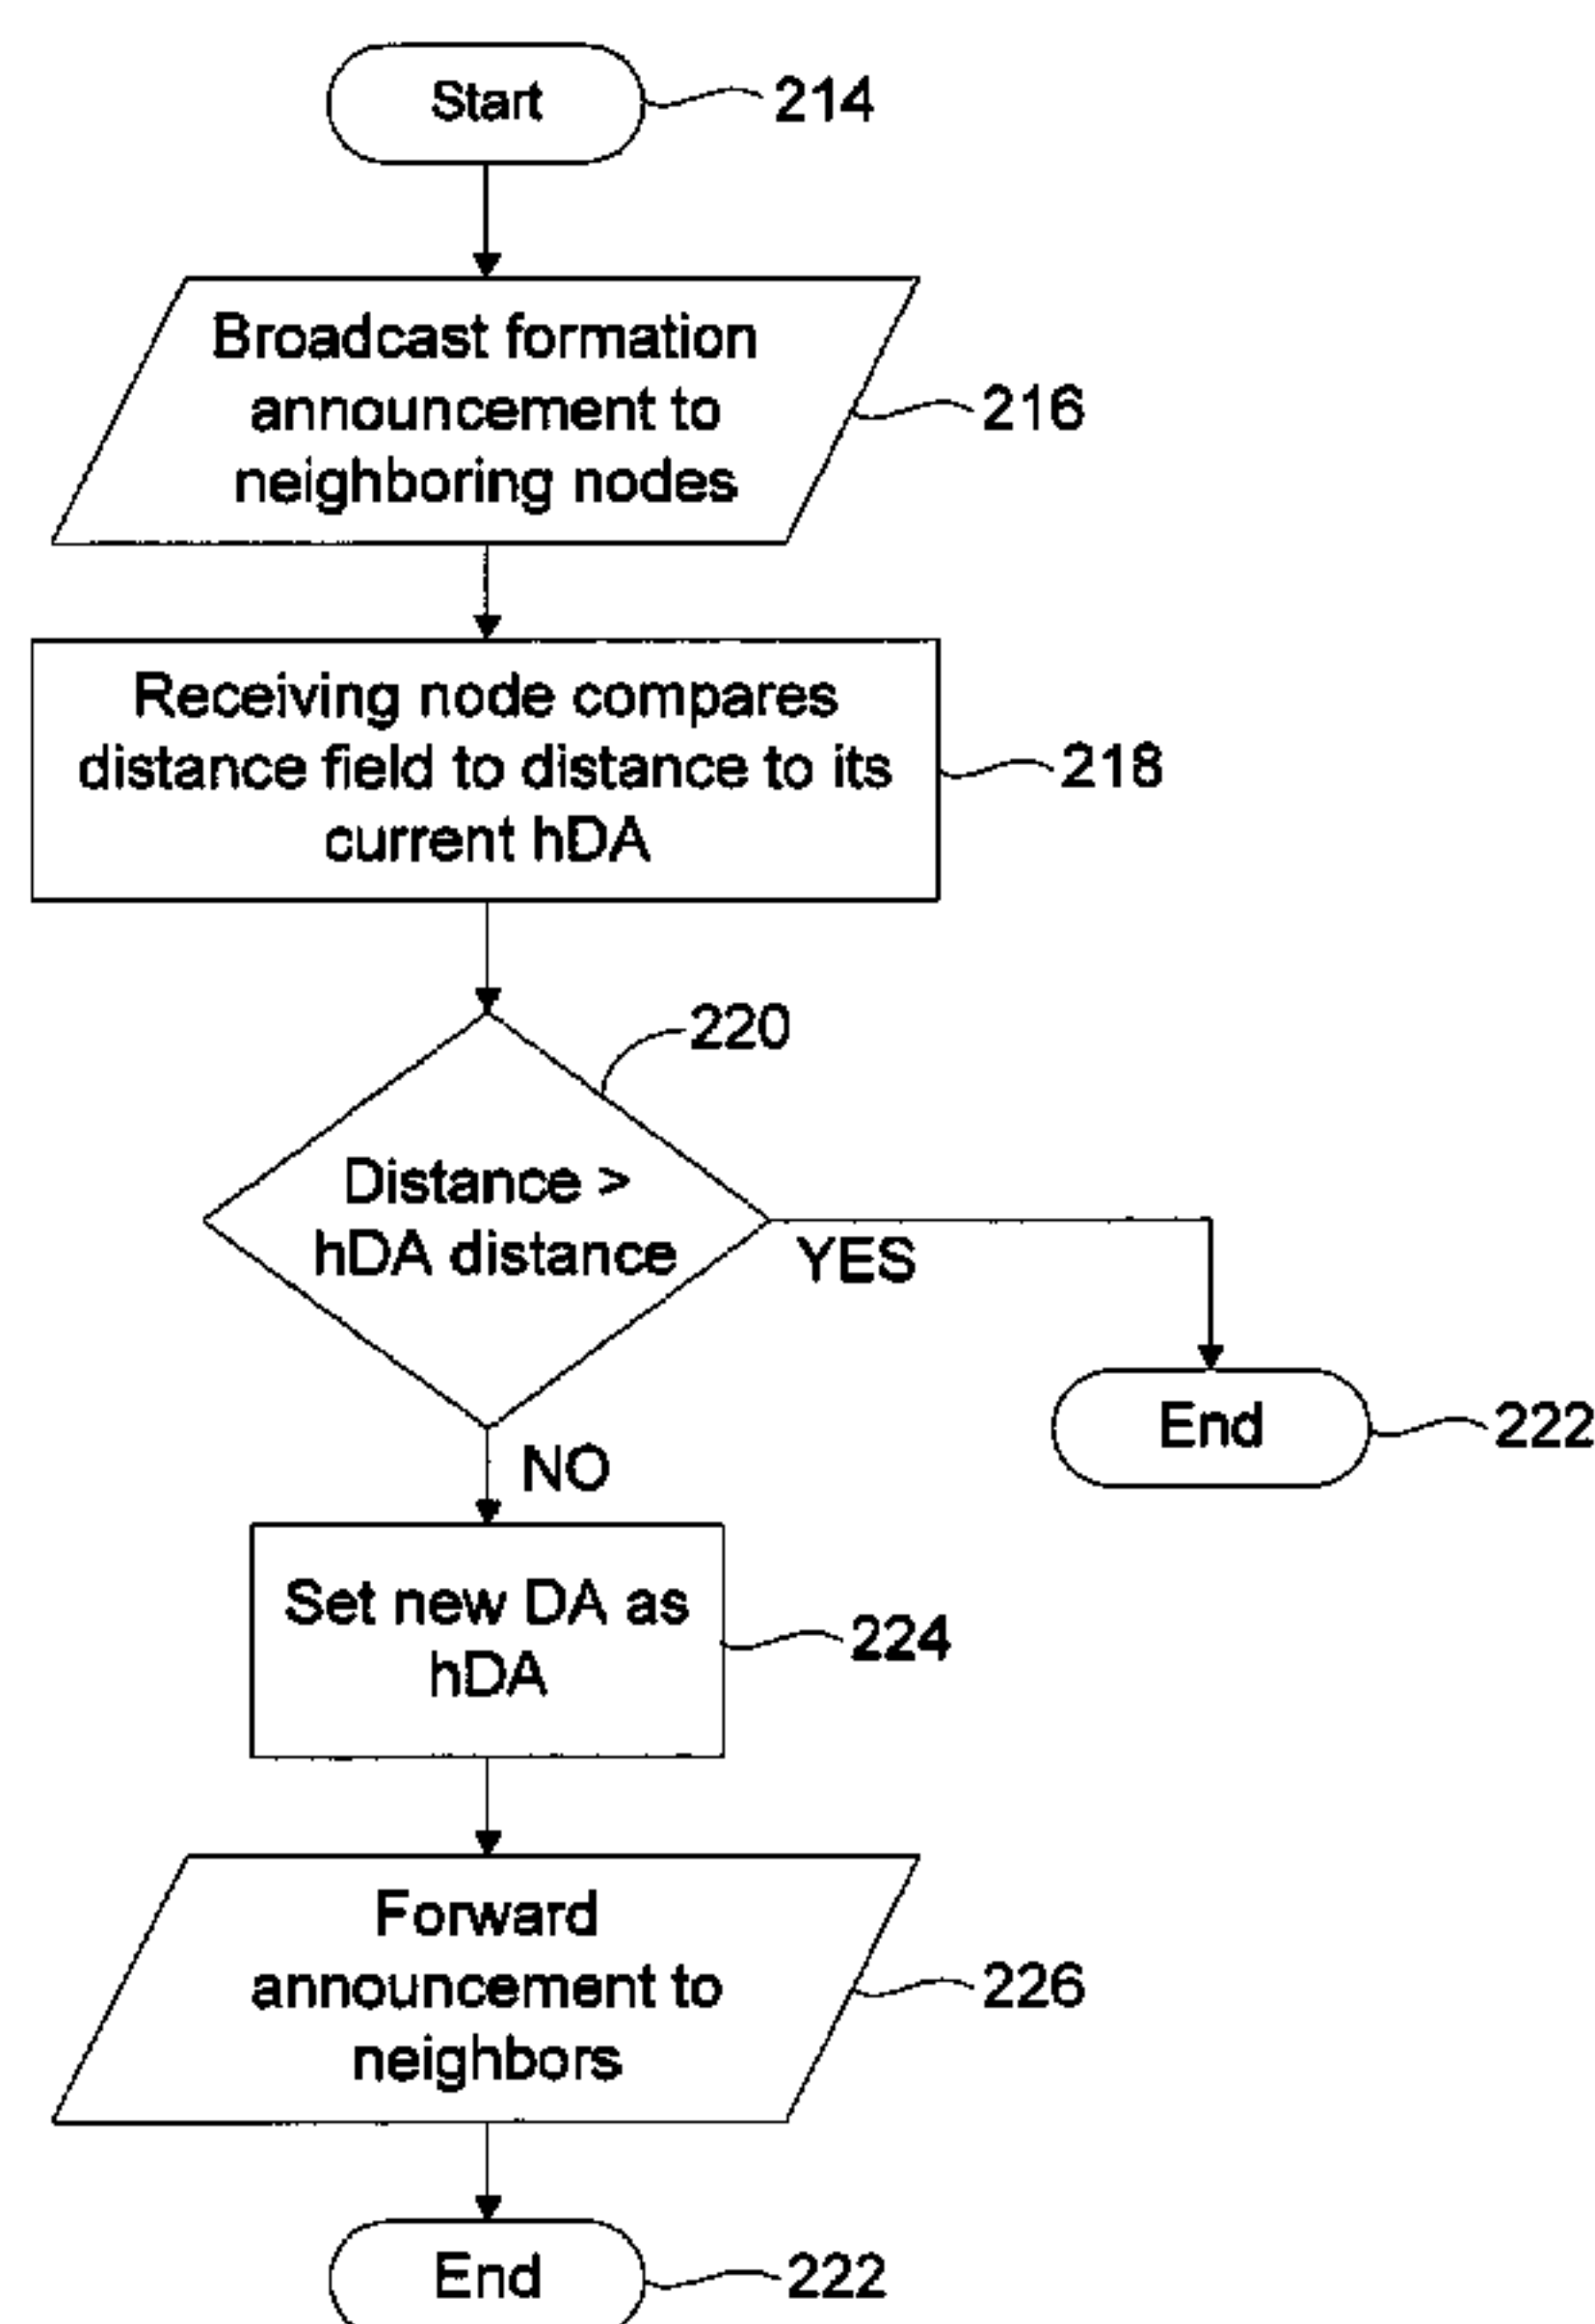 Start
214
Broadcast formation
announcement to
neighboring nodes
216
Receiving node compares
distance field to distance to its
current hDA
218
220
Distance >
hDA distance
YES
End
222
NO
Set new DA as
hDA
224
Forward
announcement to
neighbors
226
End
222